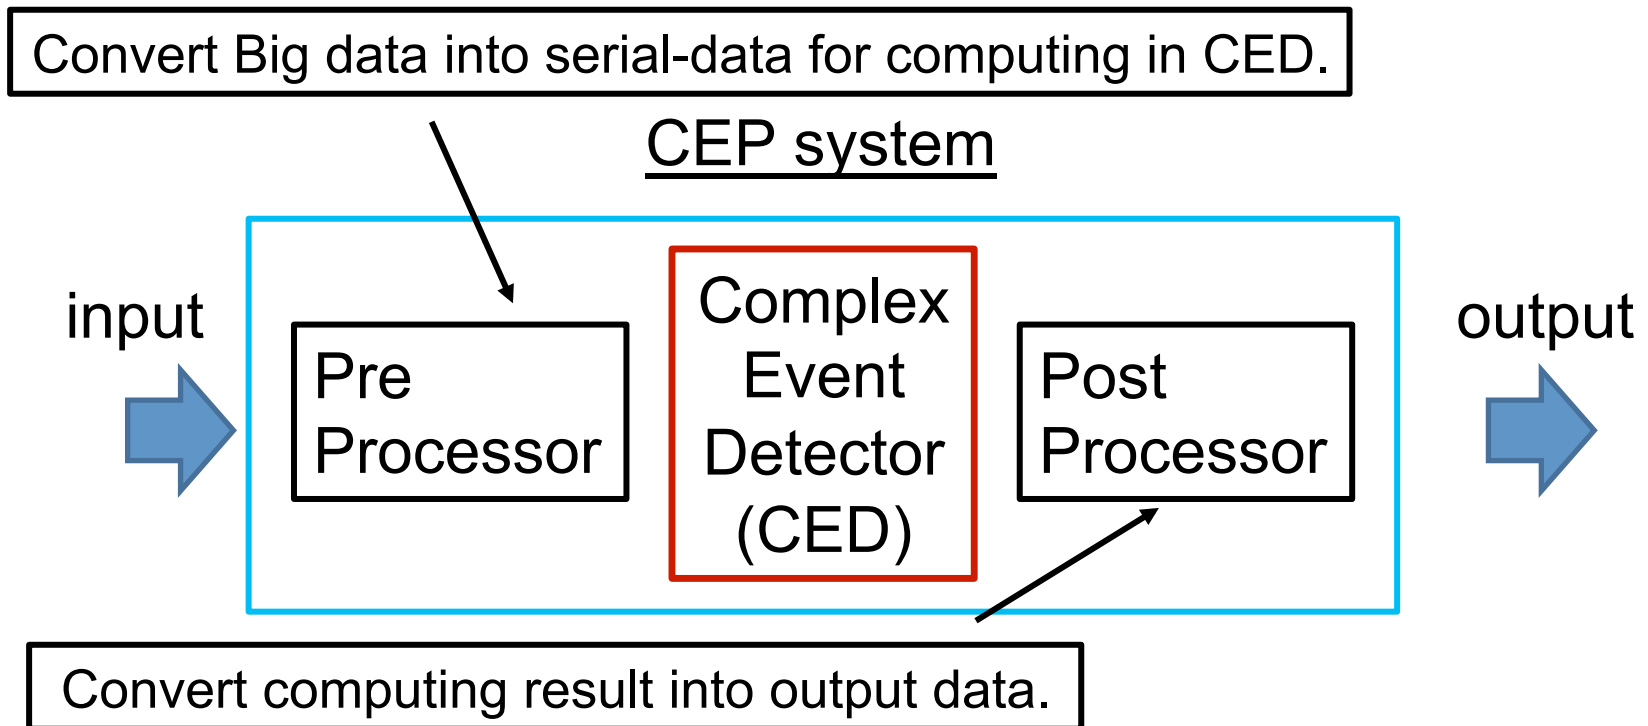 Convert Big data into serial-data for computing in CED.
CEP system
input
Pre
Processor
Complex
Event
Detector
(CED)
Post
Processor
output
Convert computing result into output data.